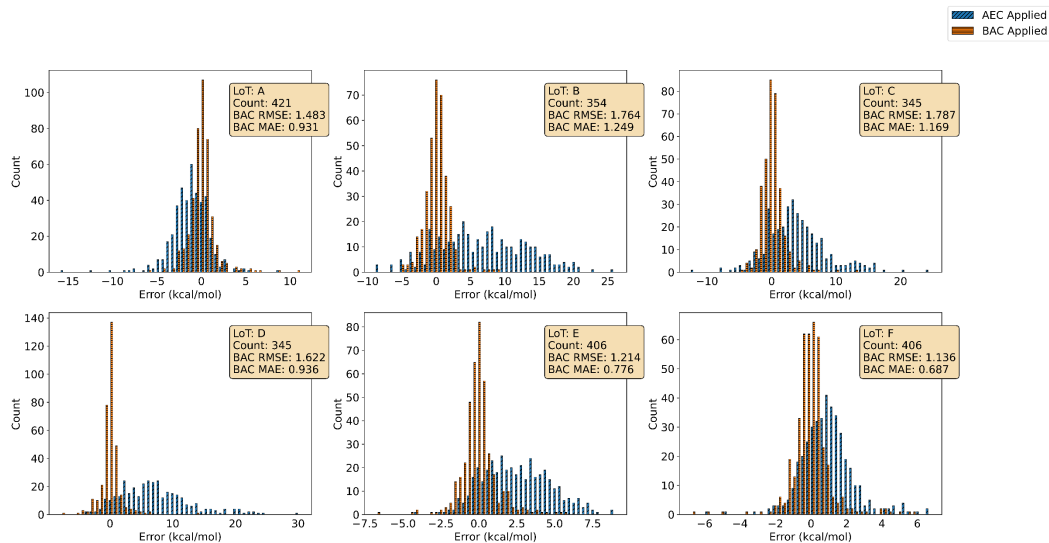 AEC Applied
BAC Applied
LoT: A
Count: 421
BAC RMSE: 1.483
BAC MAE: 0.931
Count
100
80
60
40
20
0
−15
−10
−5
0
5
10
Error (kcal/mol)
LoT: B
Count: 354
BAC RMSE: 1.764
BAC MAE: 1.249
Count
70
60
50
40
30
20
10
0
−10
−5
0
5
10
15
20
25
Error (kcal/mol)
LoT: C
Count: 345
BAC RMSE: 1.787
BAC MAE: 1.169
Count
80
70
60
50
40
30
20
10
0
−10
0
10
20
Error (kcal/mol)
LoT: D
Count: 345
BAC RMSE: 1.622
BAC MAE: 0.936
Count
140
120
100
80
60
40
20
0
0
10
20
30
Error (kcal/mol)
LoT: E
Count: 406
BAC RMSE: 1.214
BAC MAE: 0.776
Count
80
70
60
50
40
30
20
10
0
−7.5
−5.0
−2.5
0.0
2.5
5.0
7.5
Error (kcal/mol)
LoT: F
Count: 406
BAC RMSE: 1.136
BAC MAE: 0.687
Count
60
50
40
30
20
10
0
−6
−4
−2
0
2
4
6
Error (kcal/mol)